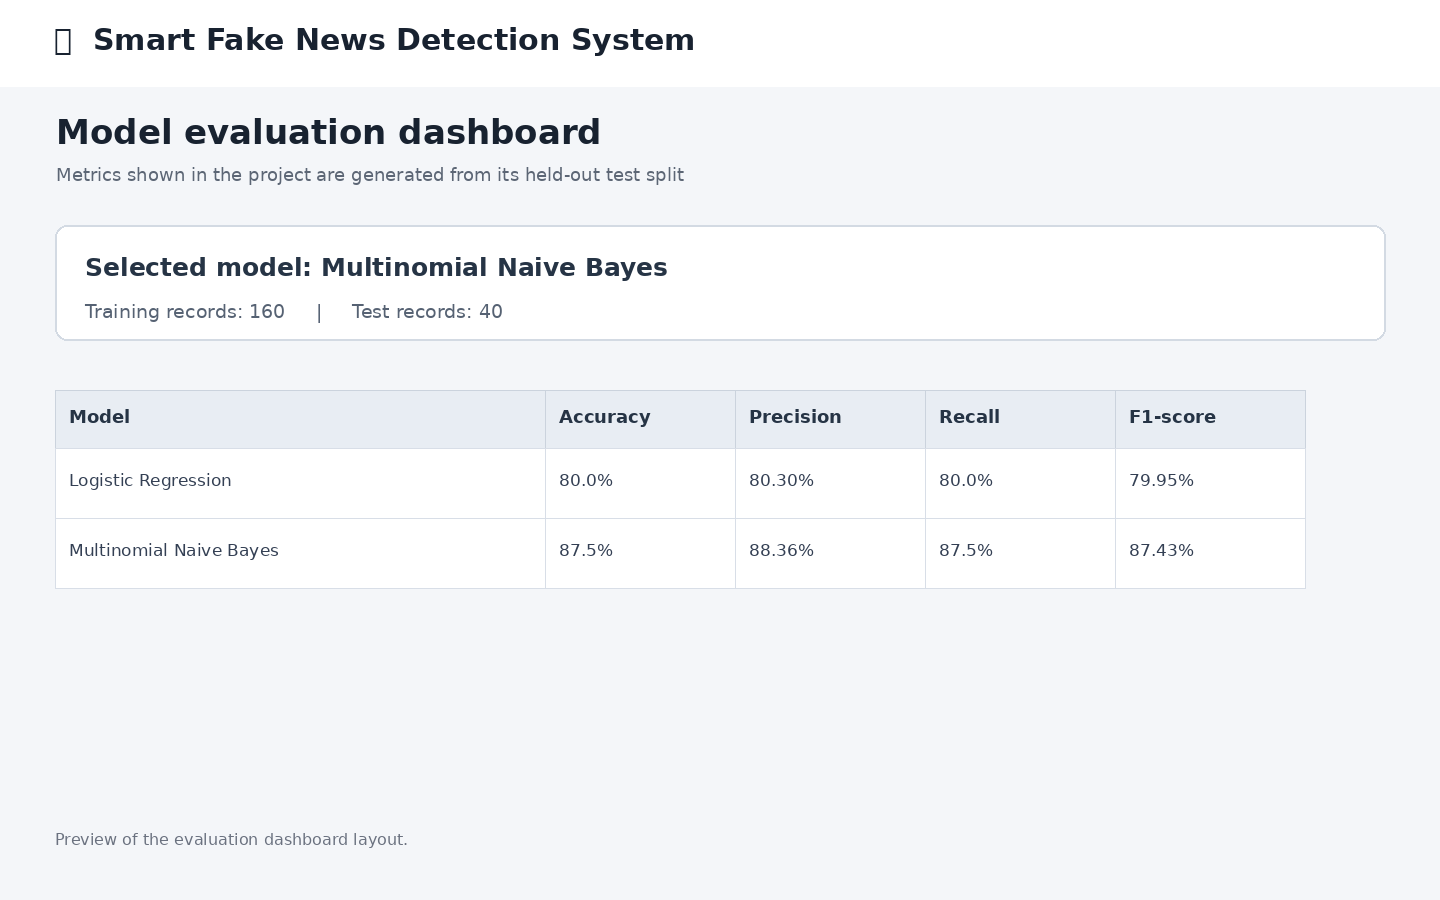 Smart Fake News Detection System
Model evaluation dashboard
Metrics shown in the project are generated from its held-out test split
Selected model: Multinomial Naive Bayes
Training records: 160 | Test records: 40
Model Accuracy Precision Recall F1-score
Logistic Regression 80.0% 80.30% 80.0% 79.95%
Multinomial Naive Bayes 87.5% 88.36% 87.5% 87.43%
Preview of the evaluation dashboard layout.